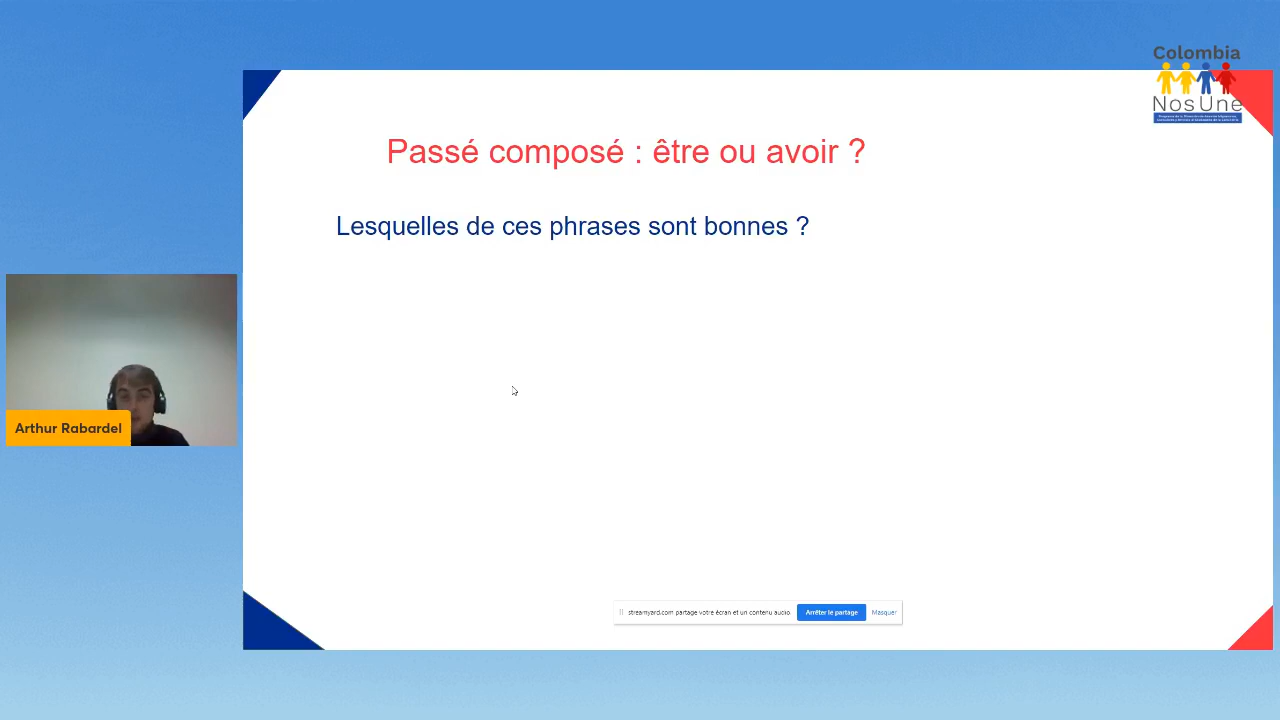 Colombia
NosUne
Passé composé : être ou avoir ?
Lesquelles de ces phrases sont bonnes ?
Arthur Rabardel
streamyard.com partage votre écran et un contenu audio. Arrêter le partage Masquer